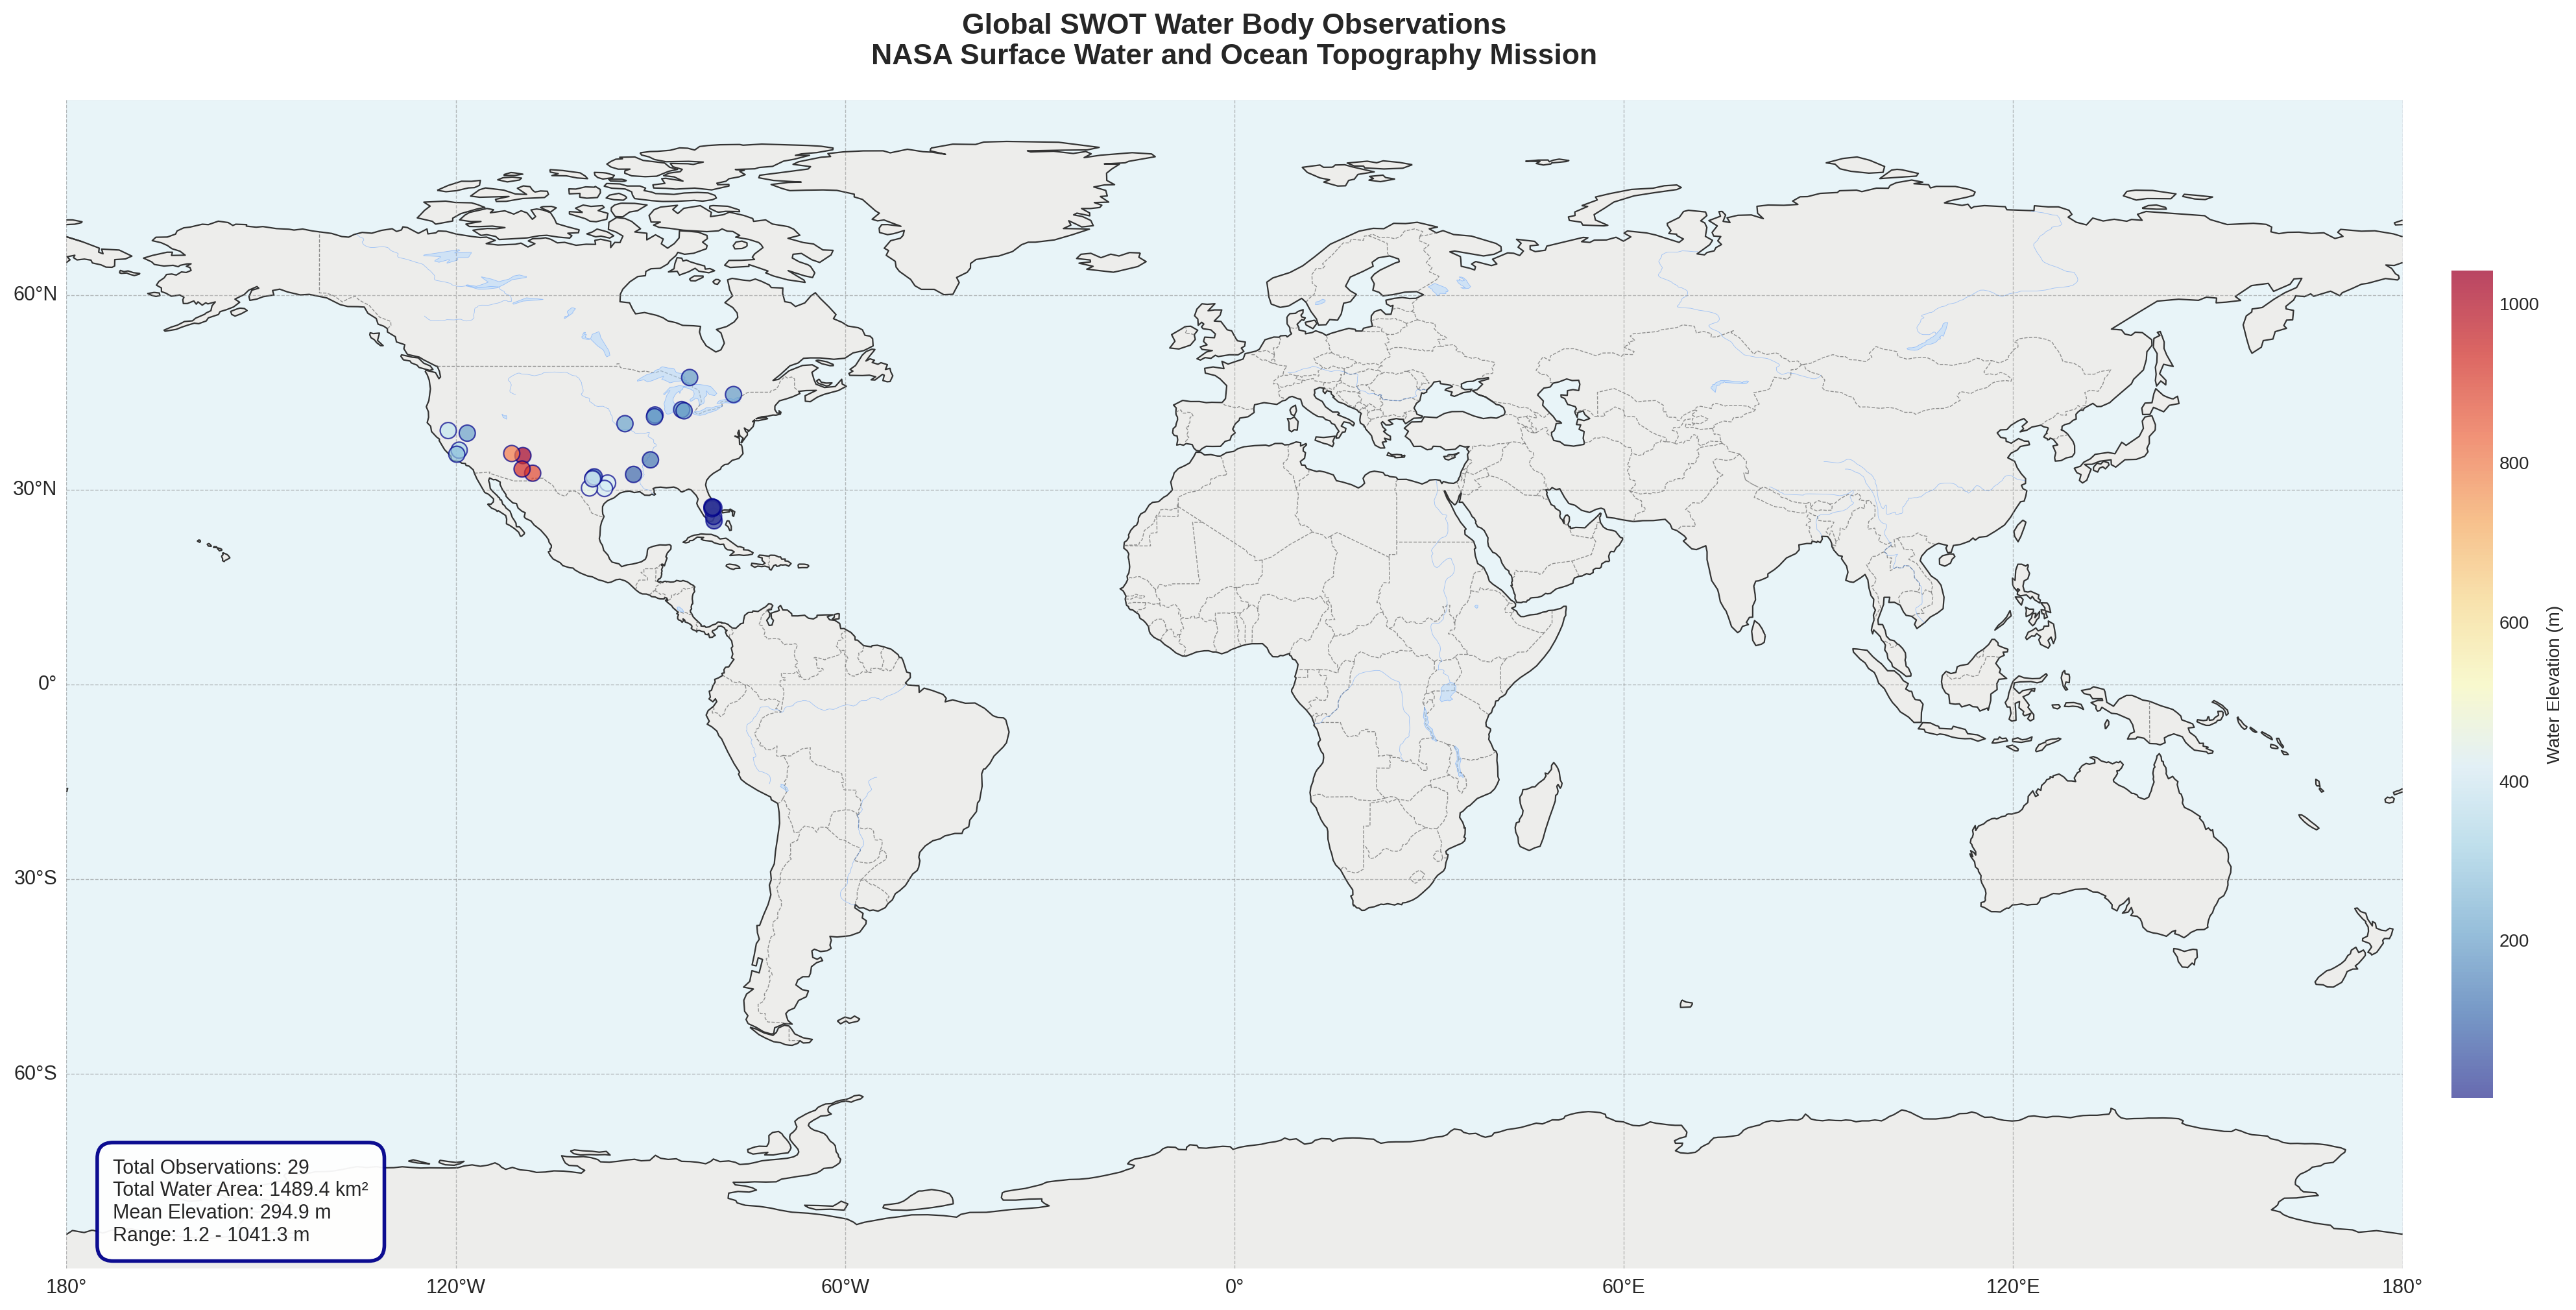 Global SWOT Water Body Observations
NASA Surface Water and Ocean Topography Mission
60°N
30°N
0°
30°S
60°S
180°
120°W
60°W
0°
60°E
120°E
180°
1000
800
600
400
200
Water Elevation (m)
Total Observations: 29
Total Water Area: 1489.4 km²
Mean Elevation: 294.9 m
Range: 1.2 - 1041.3 m